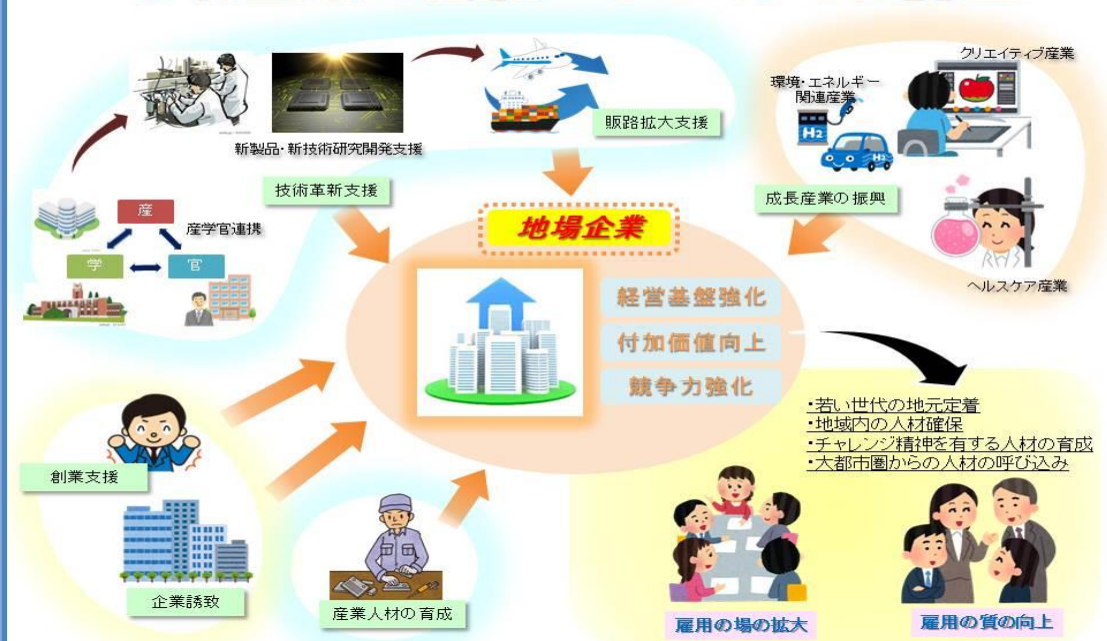 クリエイティブ産業
環境・エネルギー
関連産業
販路拡大支援
新製品・新技術研究開発支援
技術革新支援
成長産業の振興
産
産学官連携
学
官
地場企業
ヘルスケア産業
経営基盤強化
付加価値向上
競争力強化
・若い世代の地元定着
・地域内の人材確保
・チャレンジ精神を有する人材の育成
・大都市圏からの人材の呼び込み
創業支援
企業誘致
産業人材の育成
雇用の場の拡大
雇用の質の向上
H2
H2